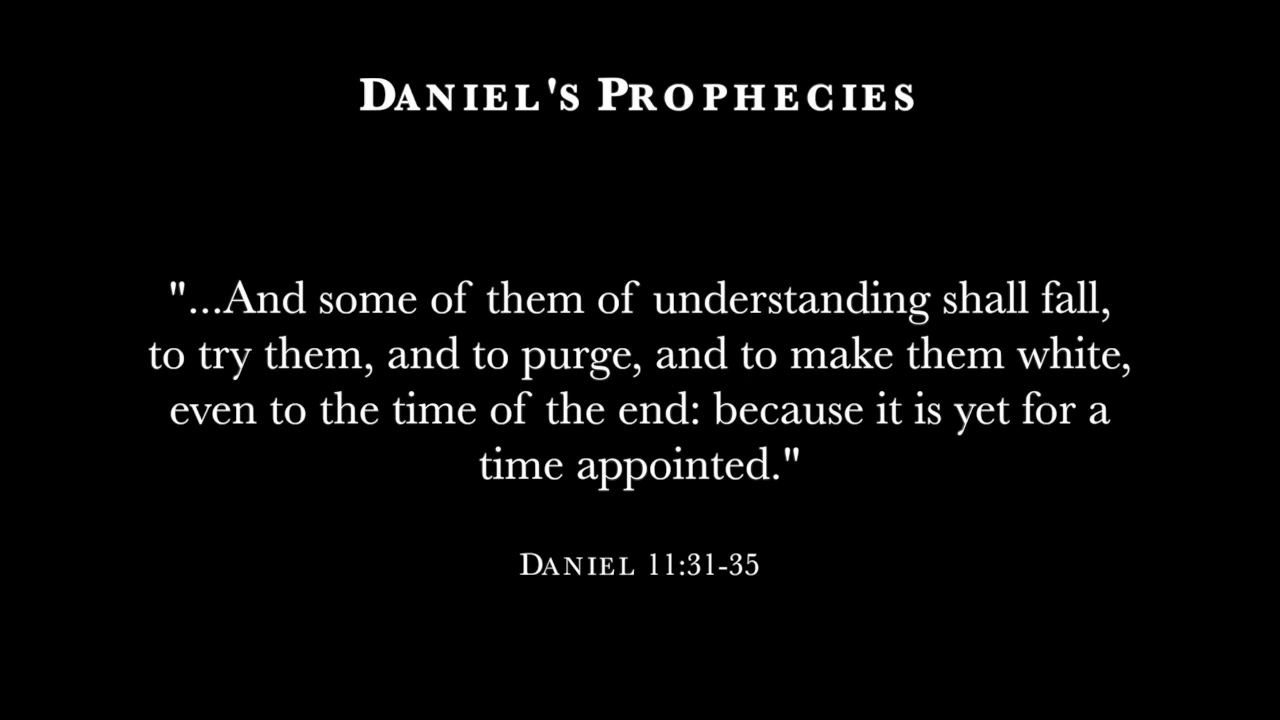 Daniel's Prophecies
"...And some of them of understanding shall fall,
to try them, and to purge, and to make them white,
even to the time of the end: because it is yet for a
time appointed."
Daniel 11:31-35